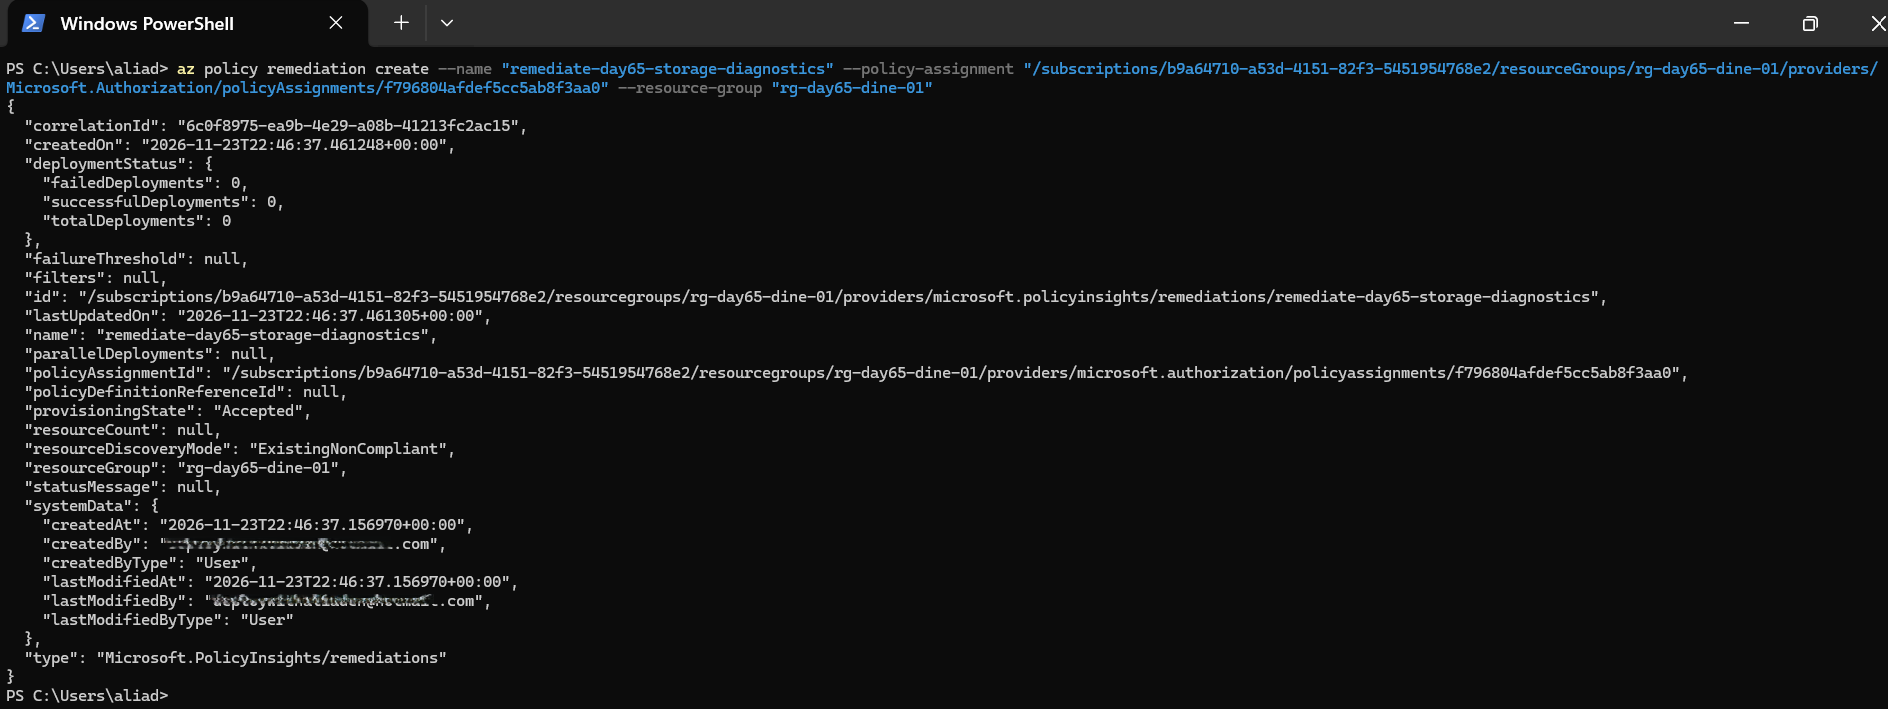 Windows PowerShell
PS C:\Users\aliad> az policy remediation create --name "remediate-day65-storage-diagnostics" --policy-assignment "/subscriptions/b9a64710-a53d-4151-82f3-5451954768e2/resourceGroups/rg-day65-dine-01/providers/
Microsoft.Authorization/policyAssignments/f796804afdef5cc5ab8f3aa0" --resource-group "rg-day65-dine-01"
{
  "correlationId": "6c0f8975-ea9b-4e29-a08b-41213fc2ac15",
  "createdOn": "2026-11-23T22:46:37.461248+00:00",
  "deploymentStatus": {
    "failedDeployments": 0,
    "successfulDeployments": 0,
    "totalDeployments": 0
  },
  "failureThreshold": null,
  "filters": null,
  "id": "/subscriptions/b9a64710-a53d-4151-82f3-5451954768e2/resourcegroups/rg-day65-dine-01/providers/microsoft.policyinsights/remediations/remediate-day65-storage-diagnostics",
  "lastUpdatedOn": "2026-11-23T22:46:37.461305+00:00",
  "name": "remediate-day65-storage-diagnostics",
  "parallelDeployments": null,
  "policyAssignmentId": "/subscriptions/b9a64710-a53d-4151-82f3-5451954768e2/resourcegroups/rg-day65-dine-01/providers/microsoft.authorization/policyassignments/f796804afdef5cc5ab8f3aa0",
  "policyDefinitionReferenceId": null,
  "provisioningState": "Accepted",
  "resourceCount": null,
  "resourceDiscoveryMode": "ExistingNonCompliant",
  "resourceGroup": "rg-day65-dine-01",
  "statusMessage": null,
  "systemData": {
    "createdAt": "2026-11-23T22:46:37.156970+00:00",
    "createdBy": " .com",
    "createdByType": "User",
    "lastModifiedAt": "2026-11-23T22:46:37.156970+00:00",
    "lastModifiedBy": " .com",
    "lastModifiedByType": "User"
  },
  "type": "Microsoft.PolicyInsights/remediations"
}
PS C:\Users\aliad>